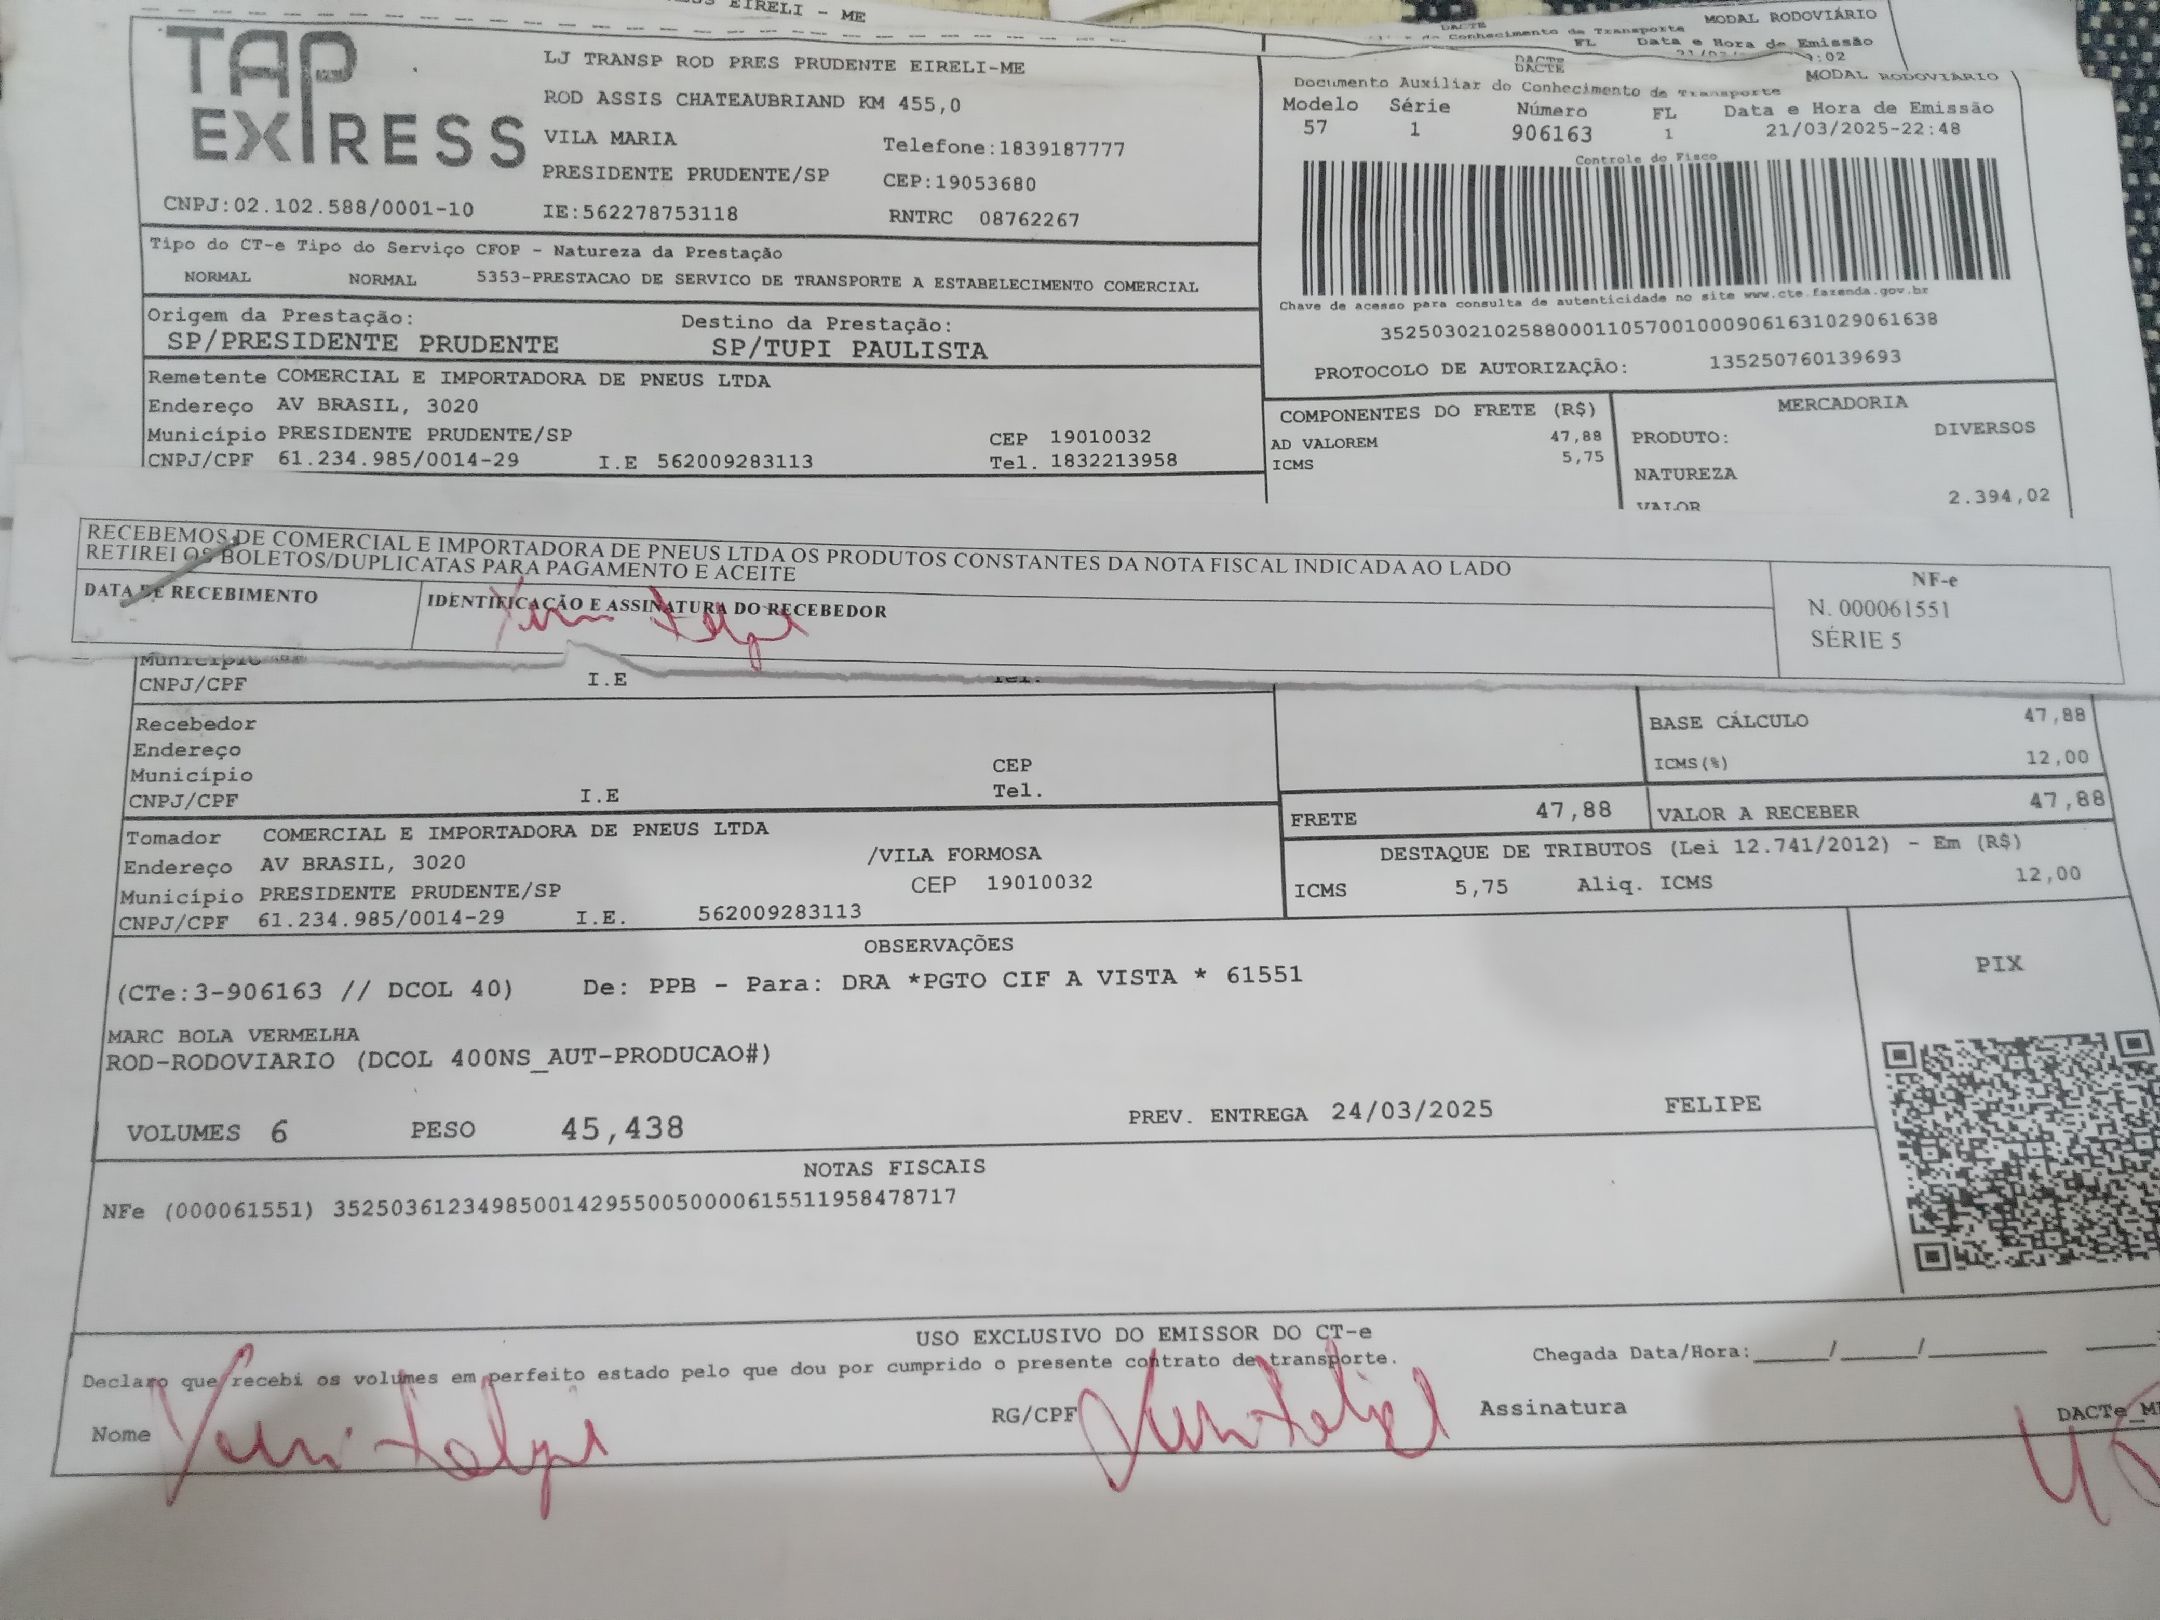 EIRELI - ME
MODAL RODOVIÁRIO
DACTE
Conhecimento de Transporte
FL Data e Hora de Emissão
:02
TAP EXPRESS
LJ TRANSP ROD PRES PRUDENTE EIRELI-ME
ROD ASSIS CHATEAUBRIAND KM 455,0
VILA MARIA Telefone:1839187777
PRESIDENTE PRUDENTE/SP CEP:19053680
CNPJ:02.102.588/0001-10 IE:562278753118 RNTRC 08762267
DACTE
MODAL RODOVIÁRIO
Documento Auxiliar do Conhecimento de Transporte
Modelo Série Número FL Data e Hora de Emissão
57 1 906163 1 21/03/2025-22:48
Controle do Fisco
Chave de acesso para consulta de autenticidade no site www.cte.fazenda.gov.br
35250302102588000110570010009061631029061638
PROTOCOLO DE AUTORIZAÇÃO: 135250760139693
Tipo do CT-e Tipo do Serviço CFOP - Natureza da Prestação
NORMAL NORMAL 5353-PRESTACAO DE SERVICO DE TRANSPORTE A ESTABELECIMENTO COMERCIAL
Origem da Prestação: Destino da Prestação:
SP/PRESIDENTE PRUDENTE SP/TUPI PAULISTA
Remetente COMERCIAL E IMPORTADORA DE PNEUS LTDA
Endereço AV BRASIL, 3020
Município PRESIDENTE PRUDENTE/SP CEP 19010032
CNPJ/CPF 61.234.985/0014-29 I.E 562009283113 Tel. 1832213958
COMPONENTES DO FRETE (R$) MERCADORIA
AD VALOREM 47,88 PRODUTO: DIVERSOS
ICMS 5,75 NATUREZA
VALOR 2.394,02
RECEBEMOS DE COMERCIAL E IMPORTADORA DE PNEUS LTDA OS PRODUTOS CONSTANTES DA NOTA FISCAL INDICADA AO LADO
RETIREI OS BOLETOS/DUPLICATAS PARA PAGAMENTO E ACEITE
DATA DE RECEBIMENTO IDENTIFICAÇÃO E ASSINATURA DO RECEBEDOR
NF-e
N. 000061551
SÉRIE 5
Município
CNPJ/CPF I.E Tel.
Recebedor
Endereço
Município CEP
CNPJ/CPF I.E Tel.
BASE CÁLCULO 47,88
ICMS(%) 12,00
FRETE 47,88 VALOR A RECEBER 47,88
Tomador COMERCIAL E IMPORTADORA DE PNEUS LTDA
Endereço AV BRASIL, 3020 /VILA FORMOSA
Município PRESIDENTE PRUDENTE/SP CEP 19010032
CNPJ/CPF 61.234.985/0014-29 I.E. 562009283113
DESTAQUE DE TRIBUTOS (Lei 12.741/2012) - Em (R$)
ICMS 5,75 Aliq. ICMS 12,00
OBSERVAÇÕES
(CTe:3-906163 // DCOL 40) De: PPB - Para: DRA *PGTO CIF A VISTA * 61551
MARC BOLA VERMELHA
ROD-RODOVIARIO (DCOL 400NS_AUT-PRODUCAO#)
VOLUMES 6 PESO 45,438 PREV. ENTREGA 24/03/2025 FELIPE
PIX
NOTAS FISCAIS
NFe (000061551) 35250361234985001429550050000615511958478717
USO EXCLUSIVO DO EMISSOR DO CT-e
Declaro que recebi os volumes em perfeito estado pelo que dou por cumprido o presente contrato de transporte. Chegada Data/Hora:____/____/____
Nome RG/CPF Assinatura